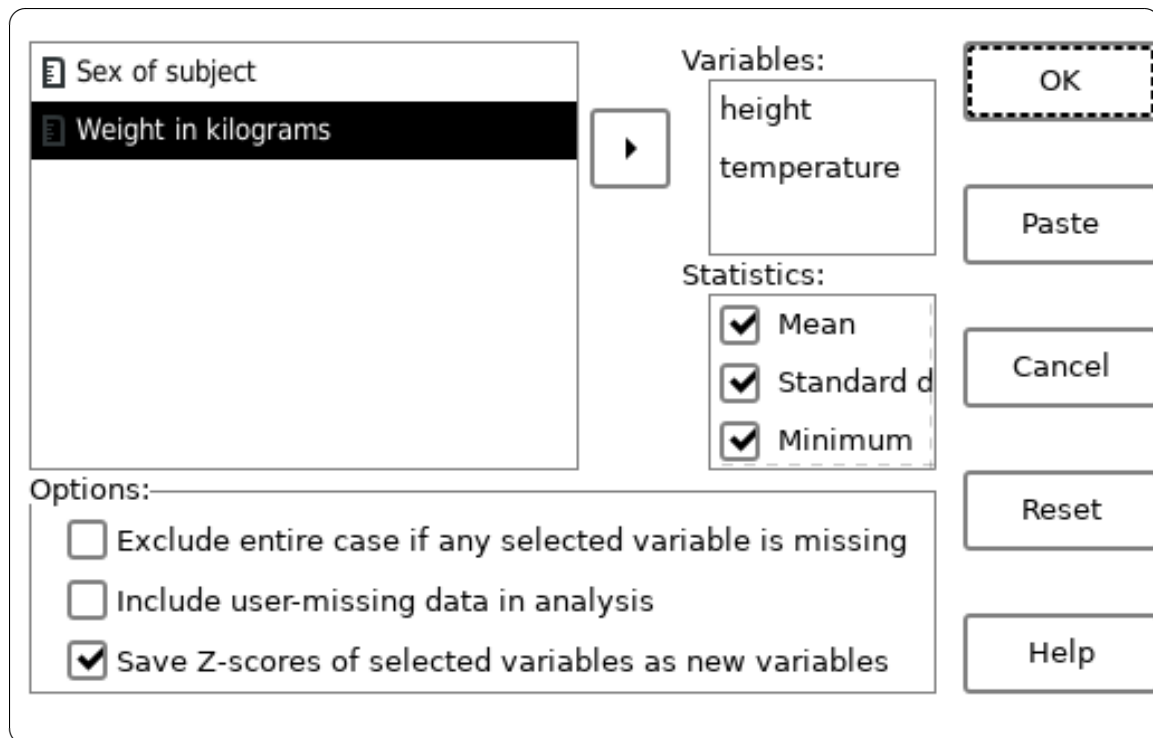 Sex of subject
Weight in kilograms
Variables:
height
temperature
Statistics:
Mean
Standard d
Minimum
OK
Paste
Cancel
Reset
Help
Options:
Exclude entire case if any selected variable is missing
Include user-missing data in analysis
Save Z-scores of selected variables as new variables